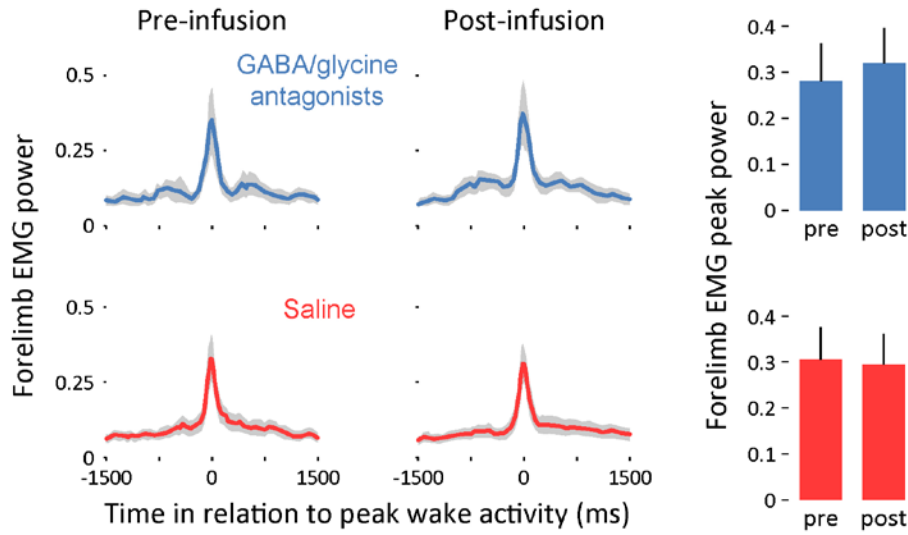 Pre-infusion
Post-infusion
GABA/glycine
antagonists
Forelimb EMG power
0.5
0.25
0
Saline
0.5
0.25
0
-1500
0
1500
-1500
0
1500
Time in relation to peak wake activity (ms)
Forelimb EMG peak power
0.4
0.3
0.2
0.1
0
pre
post
0.4
0.3
0.2
0.1
0
pre
post